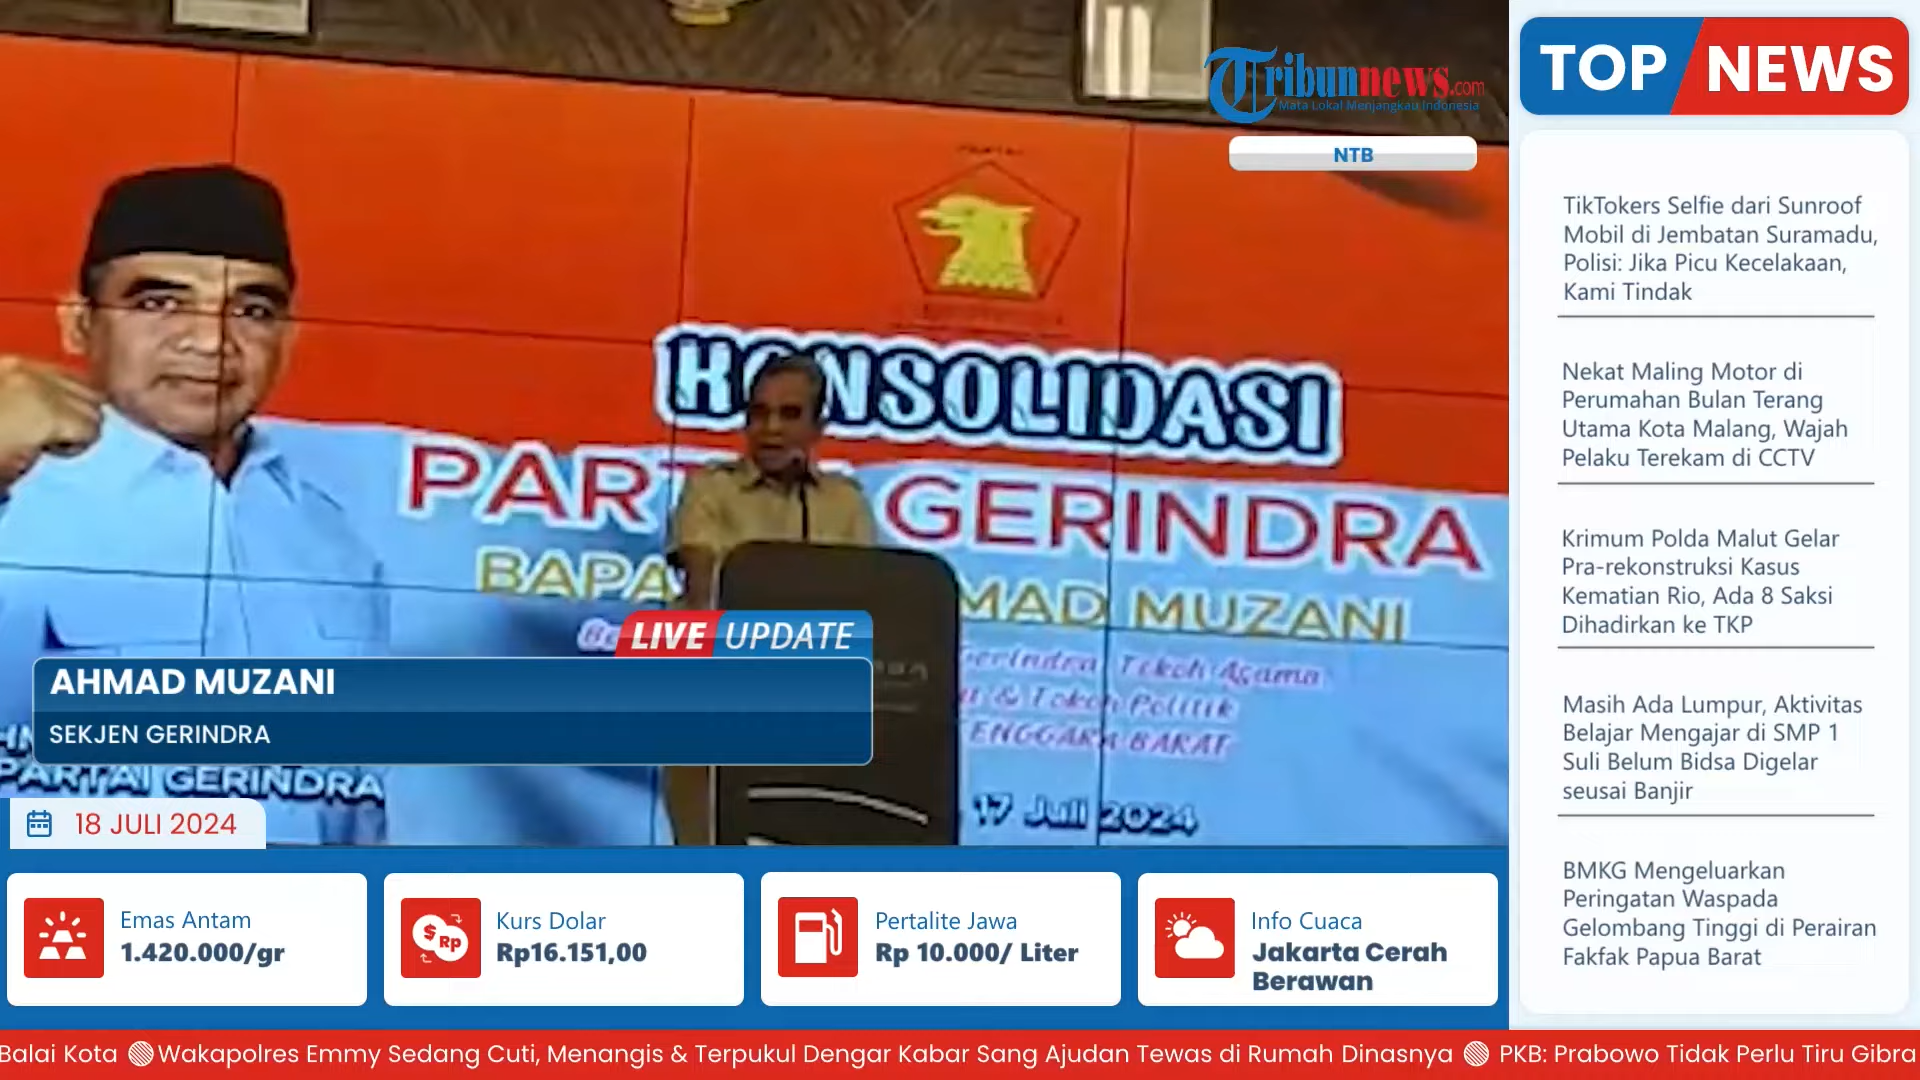 Tribunnews.com
Mata Lokal Menjangkau Indonesia
NTB
KONSOLIDASI
PARTAI GERINDRA
BAPA MAD MUZANI
Gerindra Tokoh Agama
& Tokoh Politik
ENGGARA BARAT
17 Juli 2024
PARTAI GERINDRA
LIVE UPDATE
AHMAD MUZANI
SEKJEN GERINDRA
18 JULI 2024
Emas Antam
1.420.000/gr
Kurs Dolar
Rp16.151,00
Pertalite Jawa
Rp 10.000/ Liter
Info Cuaca
Jakarta Cerah
Berawan
TOP NEWS
TikTokers Selfie dari Sunroof
Mobil di Jembatan Suramadu,
Polisi: Jika Picu Kecelakaan,
Kami Tindak
Nekat Maling Motor di
Perumahan Bulan Terang
Utama Kota Malang, Wajah
Pelaku Terekam di CCTV
Krimum Polda Malut Gelar
Pra-rekonstruksi Kasus
Kematian Rio, Ada 8 Saksi
Dihadirkan ke TKP
Masih Ada Lumpur, Aktivitas
Belajar Mengajar di SMP 1
Suli Belum Bidsa Digelar
seusai Banjir
BMKG Mengeluarkan
Peringatan Waspada
Gelombang Tinggi di Perairan
Fakfak Papua Barat
Balai Kota Wakapolres Emmy Sedang Cuti, Menangis & Terpukul Dengar Kabar Sang Ajudan Tewas di Rumah Dinasnya PKB: Prabowo Tidak Perlu Tiru Gibra